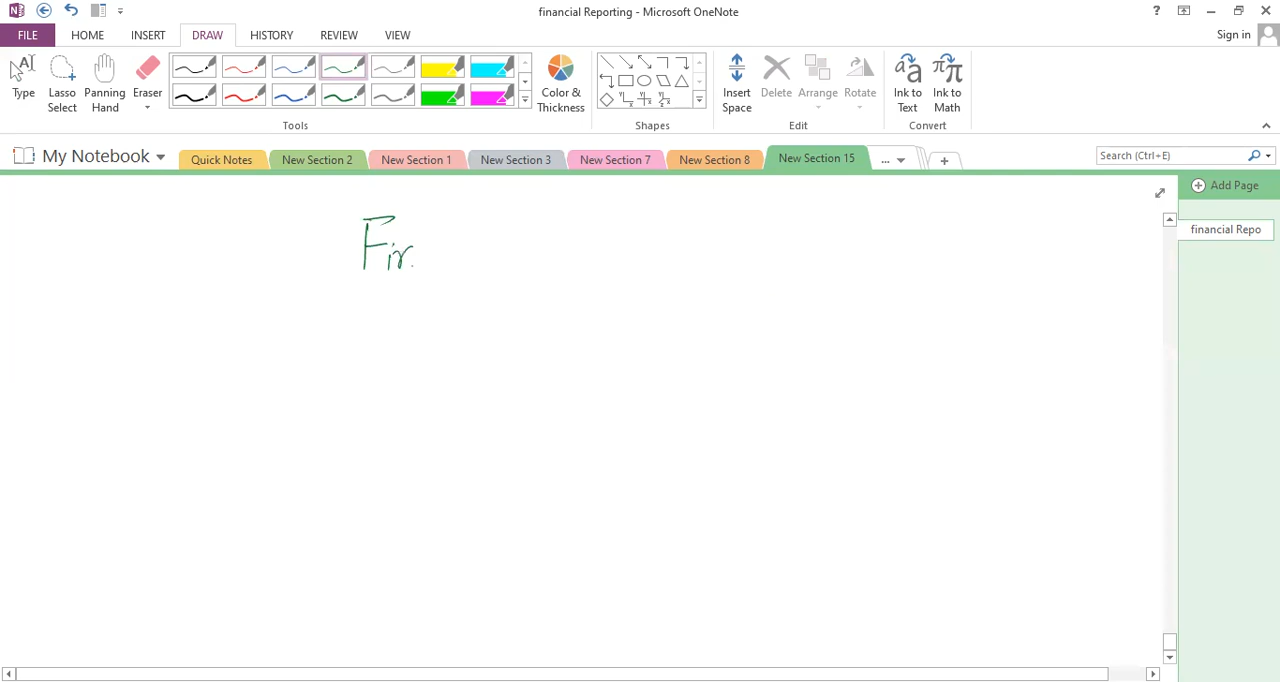 financial Reporting - Microsoft OneNote
?
FILE HOME INSERT DRAW HISTORY REVIEW VIEW Sign in
Type Lasso Select Panning Hand Eraser Color & Thickness Insert Space Delete Arrange Rotate Ink to Text Ink to Math
Tools Shapes Edit Convert
My Notebook Quick Notes New Section 2 New Section 1 New Section 3 New Section 7 New Section 8 New Section 15 ... + Search (Ctrl+E)
Add Page
financial Repo
Fir